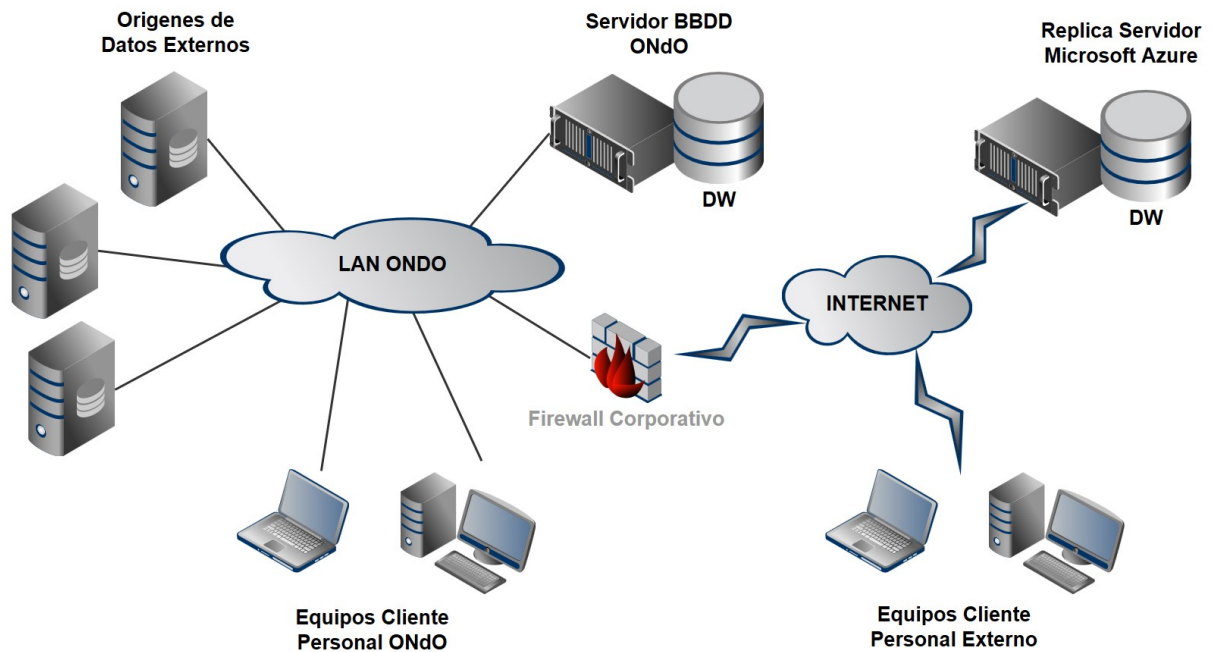 Origenes de
Datos Externos
Servidor BBDD
ONdO
Replica Servidor
Microsoft Azure
DW
DW
LAN ONDO
INTERNET
Firewall Corporativo
Equipos Cliente
Personal ONdO
Equipos Cliente
Personal Externo